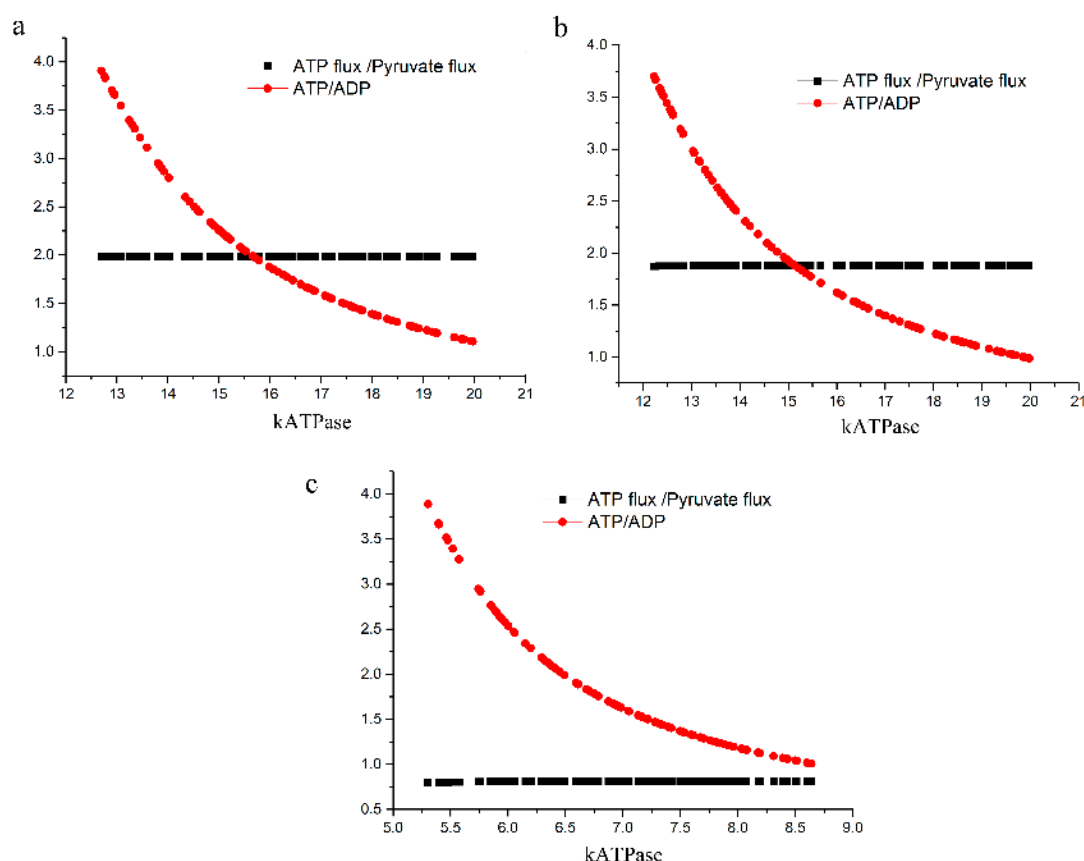 a
ATP flux /Pyruvate flux
ATP/ADP
4.0
3.5
3.0
2.5
2.0
1.5
1.0
12 13 14 15 16 17 18 19 20 21
kATPase
b
ATP flux /Pyruvate flux
ATP/ADP
4.0
3.5
3.0
2.5
2.0
1.5
1.0
12 13 14 15 16 17 18 19 20 21
kATPase
c
ATP flux /Pyruvate flux
ATP/ADP
4.0
3.5
3.0
2.5
2.0
1.5
1.0
0.5
5.0 5.5 6.0 6.5 7.0 7.5 8.0 8.5 9.0
kATPase